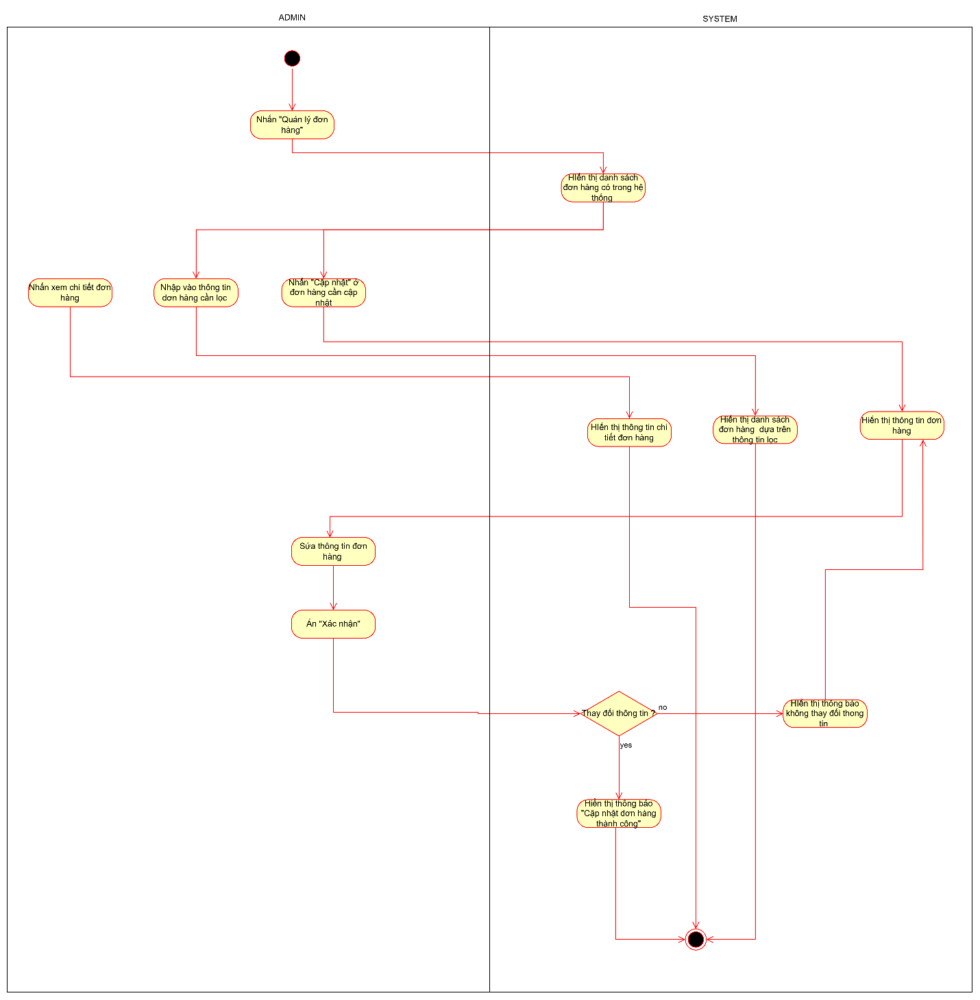 ADMIN
SYSTEM
Nhấn "Quản lý đơn
hàng"
HIển thị danh sách
đơn hàng có trong hệ
thống
Nhấn xem chi tiết đơn
hàng
Nhập vào thông tin
dơn hàng cần lọc
Nhấn "Cập nhật" ở
đơn hàng cần cập
nhật
HIển thị thông tin chi
tiết đơn hàng
Hiển thị danh sách
đơn hàng dựa trên
thông tin lọc
Hiển thị thông tin đơn
hàng
Sửa thông tin đơn
hàng
Ấn "Xác nhận"
Thay đổi thông tin ?
no
HIển thị thông báo
không thay đổi thong
tin
yes
Hiển thị thông báo
"Cập nhật đơn hàng
thành công"